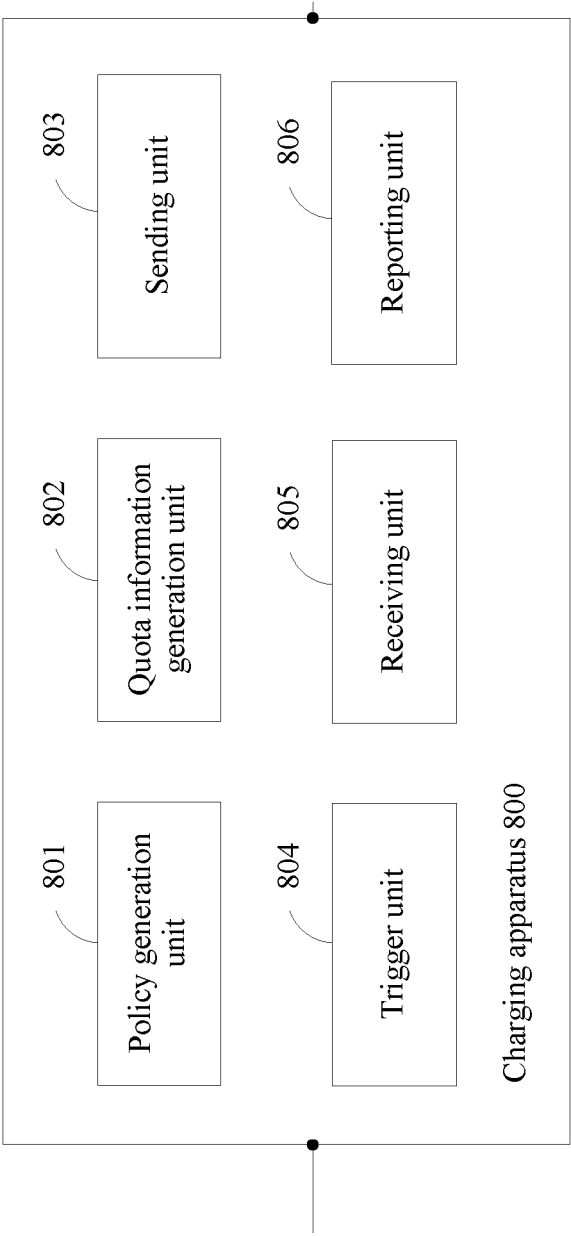 801
Policy generation
unit
802
Quota information
generation unit
803
Sending unit
804
Trigger unit
805
Receiving unit
806
Reporting unit
Charging apparatus 800